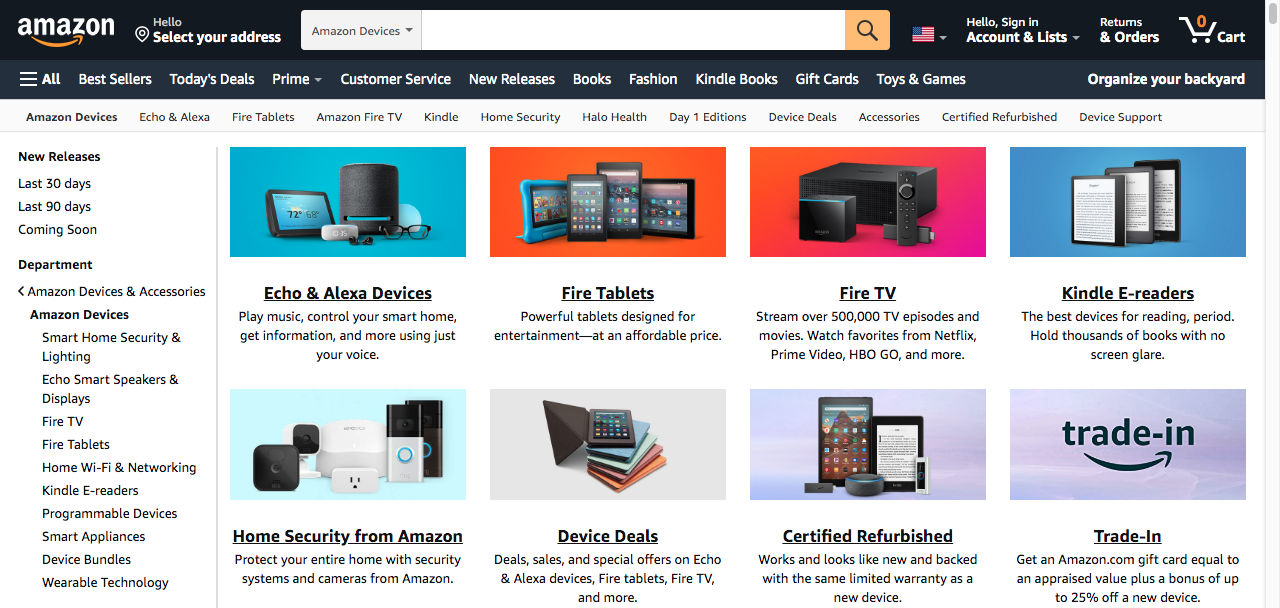 amazon
Hello
Select your address
Amazon Devices
Hello, Sign in
Account & Lists
Returns
& Orders
0
Cart
All
Best Sellers
Today's Deals
Prime
Customer Service
New Releases
Books
Fashion
Kindle Books
Gift Cards
Toys & Games
Organize your backyard
Amazon Devices
Echo & Alexa
Fire Tablets
Amazon Fire TV
Kindle
Home Security
Halo Health
Day 1 Editions
Device Deals
Accessories
Certified Refurbished
Device Support
New Releases
Last 30 days
Last 90 days
Coming Soon
Department
Amazon Devices & Accessories
Amazon Devices
Smart Home Security &
Lighting
Echo Smart Speakers &
Displays
Fire TV
Fire Tablets
Home Wi-Fi & Networking
Kindle E-readers
Programmable Devices
Smart Appliances
Device Bundles
Wearable Technology
72° 68°
Echo & Alexa Devices
Play music, control your smart home,
get information, and more using just
your voice.
Fire Tablets
Powerful tablets designed for
entertainment—at an affordable price.
Fire TV
Stream over 500,000 TV episodes and
movies. Watch favorites from Netflix,
Prime Video, HBO GO, and more.
Kindle E-readers
The best devices for reading, period.
Hold thousands of books with no
screen glare.
Home Security from Amazon
Protect your entire home with security
systems and cameras from Amazon.
Device Deals
Deals, sales, and special offers on Echo
& Alexa devices, Fire tablets, Fire TV,
and more.
Certified Refurbished
Works and looks like new and backed
with the same limited warranty as a
new device.
trade-in
Trade-In
Get an Amazon.com gift card equal to
an appraised value plus a bonus of up
to 25% off a new device.